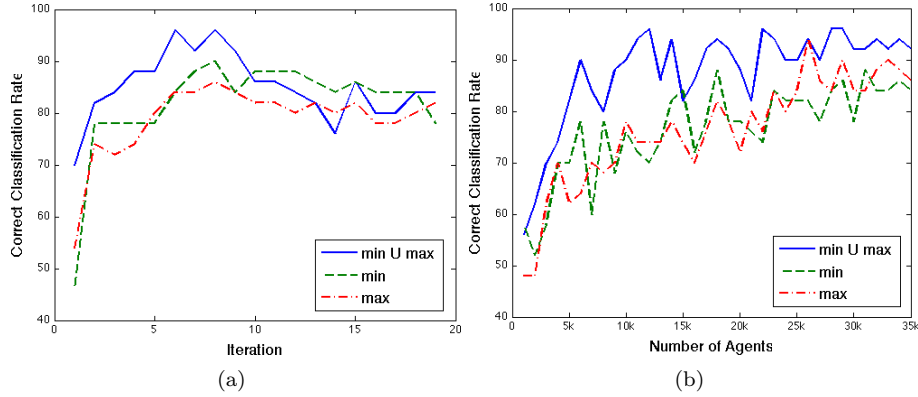 100
90
80
70
60
50
40
Correct Classification Rate
0 5 10 15 20
Iteration
min U max
min
max
(a)
100
90
80
70
60
50
40
Correct Classification Rate
0 5k 10k 15k 20k 25k 30k 35k
Number of Agents
min U max
min
max
(b)